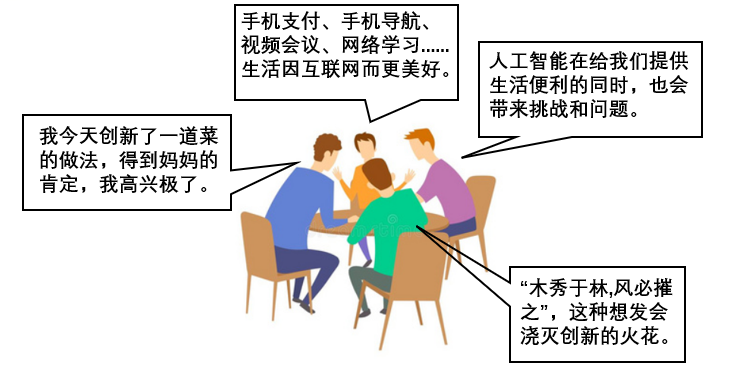 手机支付、手机导航、
视频会议、网络学习......
生活因互联网而更美好。
人工智能在给我们提供
生活便利的同时，也会
带来挑战和问题。
我今天创新了一道菜
的做法，得到妈妈的
肯定，我高兴极了。
“木秀于林,风必摧
之”，这种想发会
浇灭创新的火花。